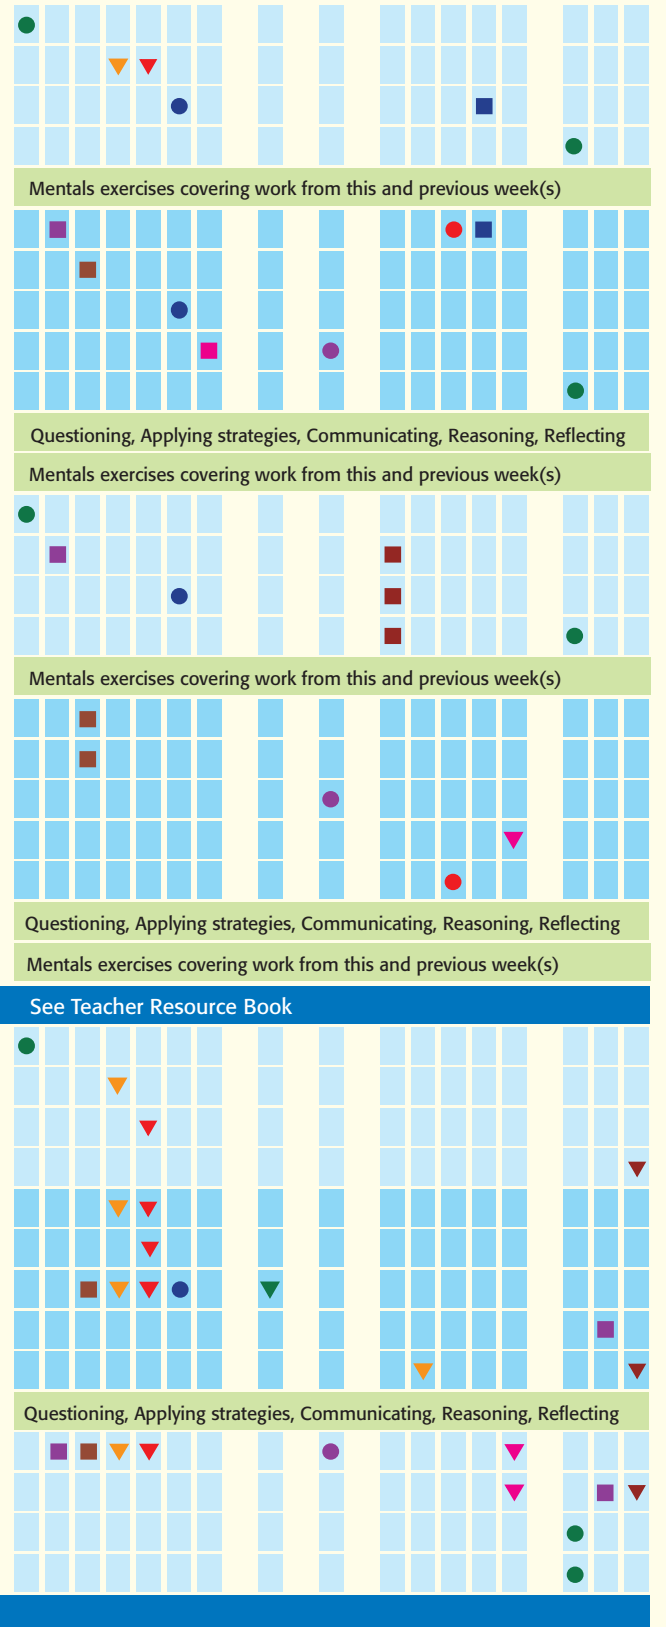 Mentals exercises covering work from this and previous week(s)
Questioning, Applying strategies, Communicating, Reasoning, Reflecting
Mentals exercises covering work from this and previous week(s)
Mentals exercises covering work from this and previous week(s)
Questioning, Applying strategies, Communicating, Reasoning, Reflecting
Mentals exercises covering work from this and previous week(s)
See Teacher Resource Book
Questioning, Applying strategies, Communicating, Reasoning, Reflecting